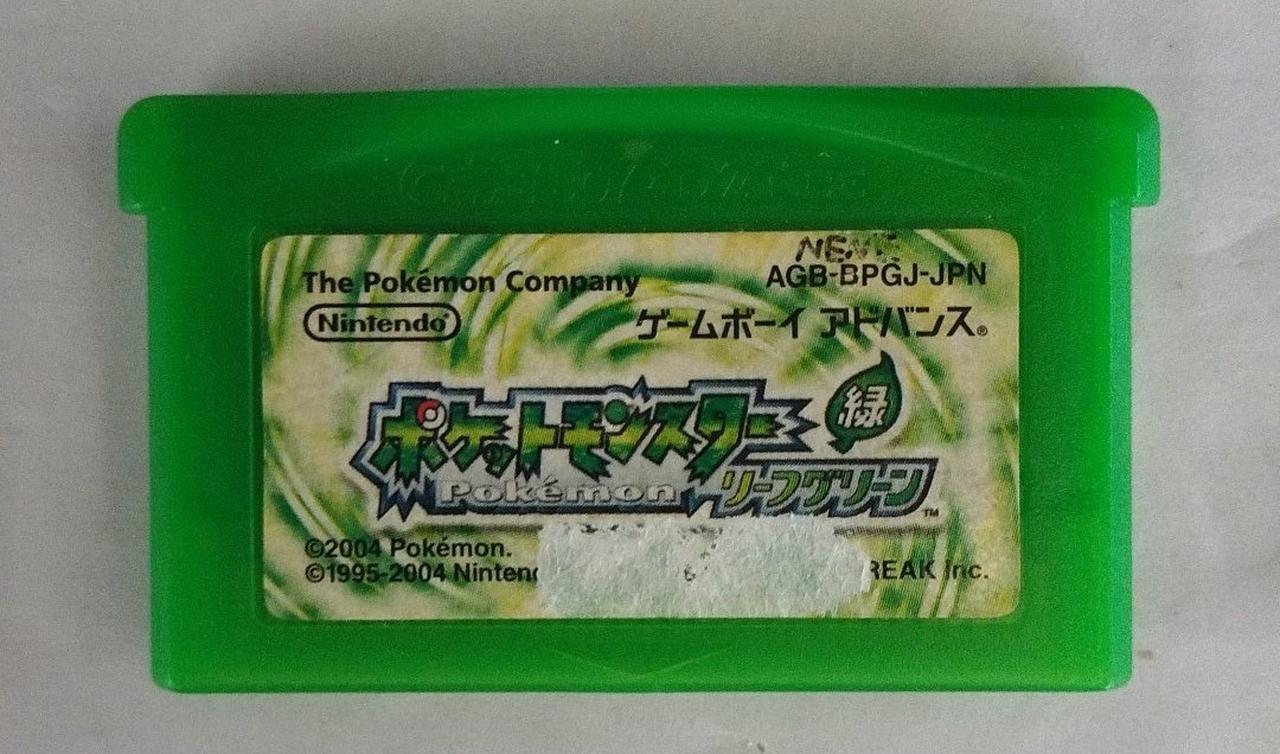 The Pokémon Company
AGB-BPGJ-JPN
Nintendo®
ゲームボーイ アドバンス®
ポケットモンスター
緑
Pokémon
リーフグリーン™
©2004 Pokémon.
©1995-2004 Ninten
REAK Inc.